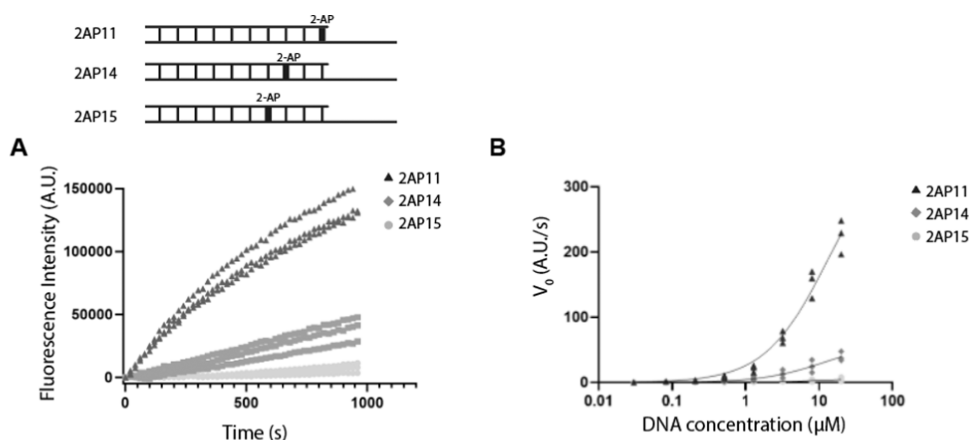 2-AP
2AP11
2-AP
2AP14
2-AP
2AP15
A
Fluorescence Intensity (A.U.)
150000
100000
50000
0
0
500
1000
Time (s)
2AP11
2AP14
2AP15
B
V0 (A.U./s)
300
200
100
0
0.01
0.1
1
10
100
DNA concentration (µM)
2AP11
2AP14
2AP15